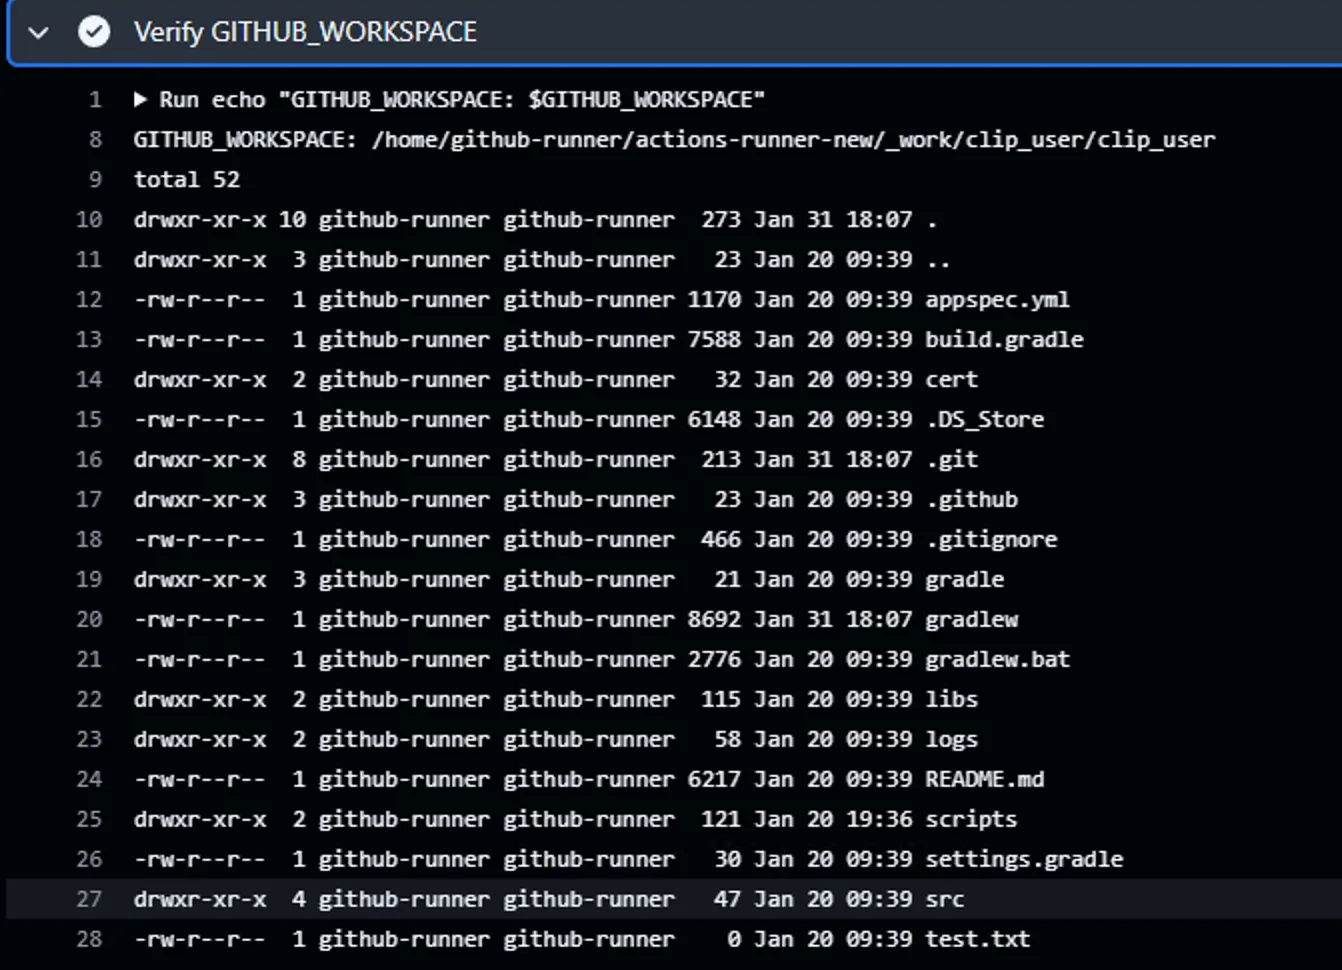 Verify GITHUB_WORKSPACE
1 ▶ Run echo "GITHUB_WORKSPACE: $GITHUB_WORKSPACE"
8 GITHUB_WORKSPACE: /home/github-runner/actions-runner-new/_work/clip_user/clip_user
9 total 52
10 drwxr-xr-x 10 github-runner github-runner  273 Jan 31 18:07 .
11 drwxr-xr-x  3 github-runner github-runner   23 Jan 20 09:39 ..
12 -rw-r--r--  1 github-runner github-runner 1170 Jan 20 09:39 appspec.yml
13 -rw-r--r--  1 github-runner github-runner 7588 Jan 20 09:39 build.gradle
14 drwxr-xr-x  2 github-runner github-runner   32 Jan 20 09:39 cert
15 -rw-r--r--  1 github-runner github-runner 6148 Jan 20 09:39 .DS_Store
16 drwxr-xr-x  8 github-runner github-runner  213 Jan 31 18:07 .git
17 drwxr-xr-x  3 github-runner github-runner   23 Jan 20 09:39 .github
18 -rw-r--r--  1 github-runner github-runner  466 Jan 20 09:39 .gitignore
19 drwxr-xr-x  3 github-runner github-runner   21 Jan 20 09:39 gradle
20 -rw-r--r--  1 github-runner github-runner 8692 Jan 31 18:07 gradlew
21 -rw-r--r--  1 github-runner github-runner 2776 Jan 20 09:39 gradlew.bat
22 drwxr-xr-x  2 github-runner github-runner  115 Jan 20 09:39 libs
23 drwxr-xr-x  2 github-runner github-runner   58 Jan 20 09:39 logs
24 -rw-r--r--  1 github-runner github-runner 6217 Jan 20 09:39 README.md
25 drwxr-xr-x  2 github-runner github-runner  121 Jan 20 19:36 scripts
26 -rw-r--r--  1 github-runner github-runner   30 Jan 20 09:39 settings.gradle
27 drwxr-xr-x  4 github-runner github-runner   47 Jan 20 09:39 src
28 -rw-r--r--  1 github-runner github-runner    0 Jan 20 09:39 test.txt